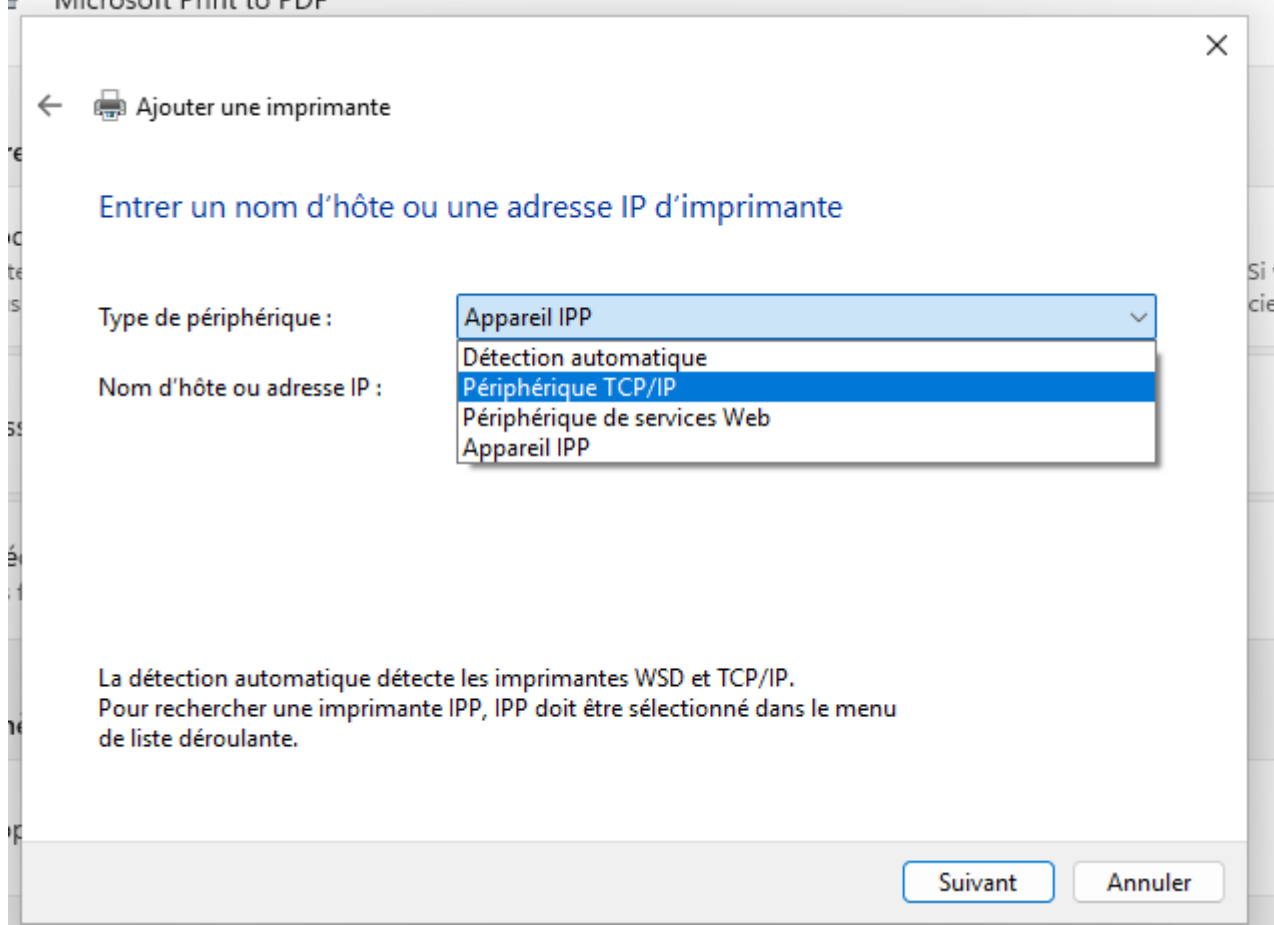 Microsoft Print to PDF
Ajouter une imprimante
Entrer un nom d’hôte ou une adresse IP d’imprimante
Type de périphérique :
Appareil IPP
Détection automatique
Nom d’hôte ou adresse IP :
Périphérique TCP/IP
Périphérique de services Web
Appareil IPP
La détection automatique détecte les imprimantes WSD et TCP/IP.
Pour rechercher une imprimante IPP, IPP doit être sélectionné dans le menu
de liste déroulante.
Suivant
Annuler